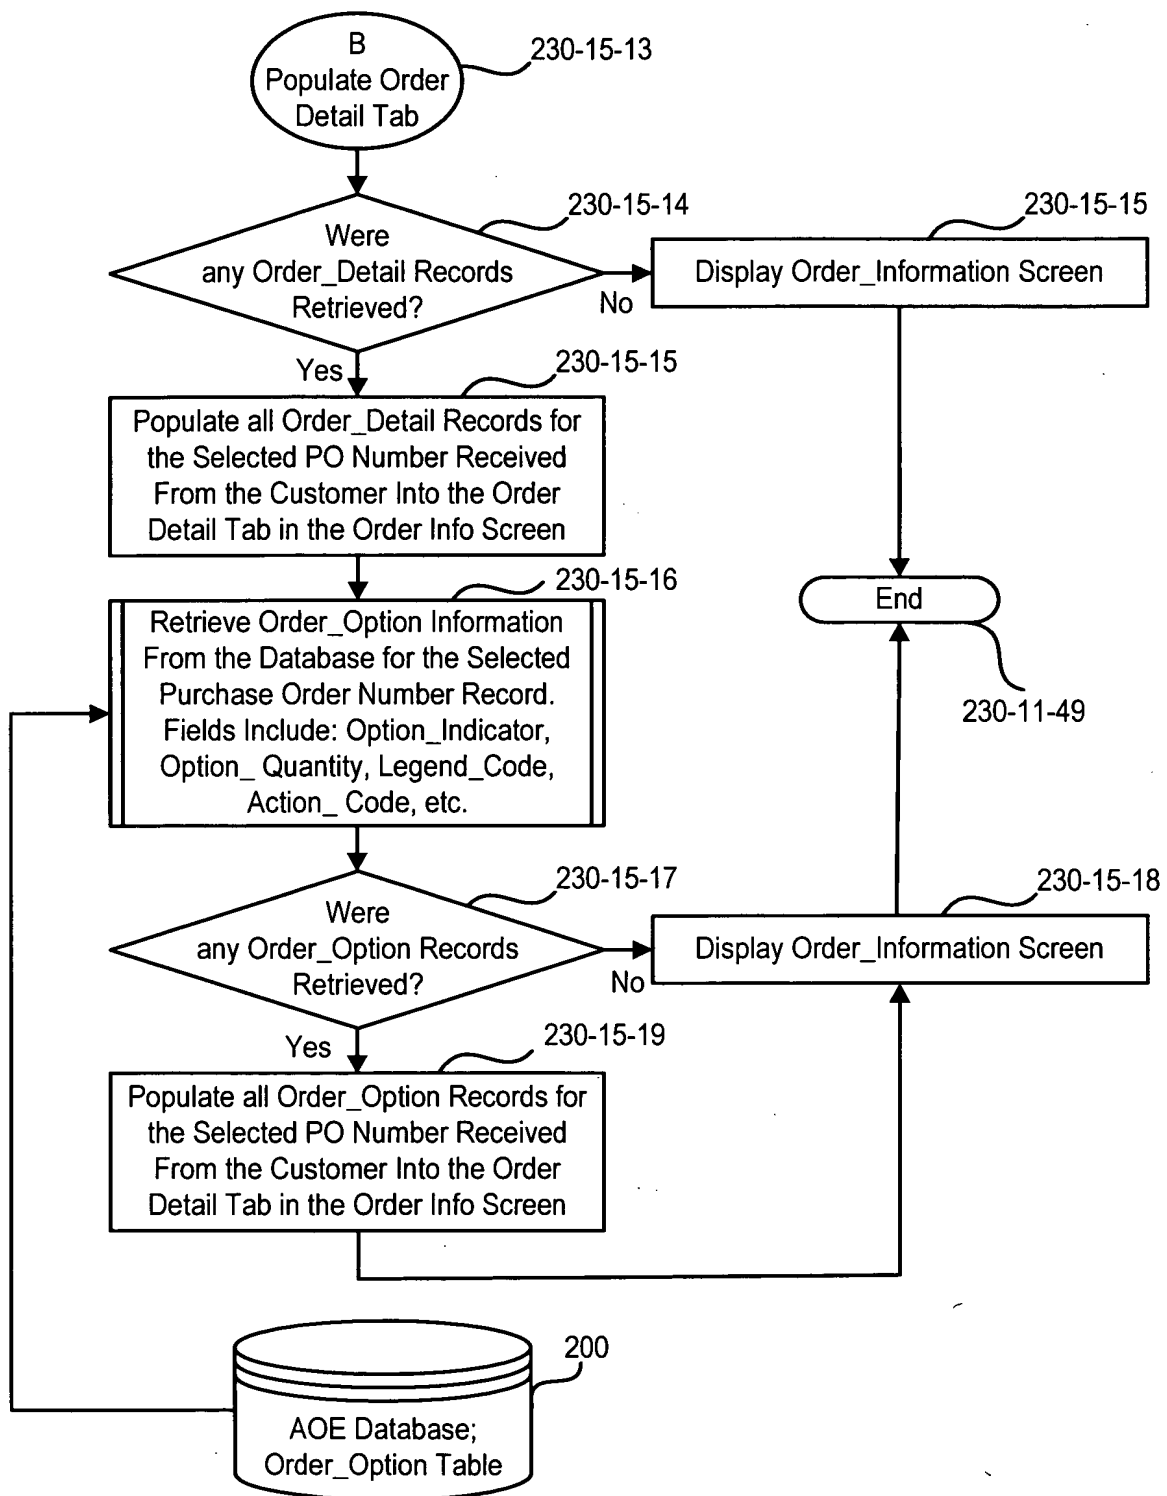 B
Populate Order
Detail Tab
230-15-13
230-15-14
Were
any Order_Detail Records
Retrieved?
No
230-15-15
Display Order_Information Screen
Yes
230-15-15
Populate all Order_Detail Records for
the Selected PO Number Received
From the Customer Into the Order
Detail Tab in the Order Info Screen
230-15-16
Retrieve Order_Option Information
From the Database for the Selected
Purchase Order Number Record.
Fields Include: Option_Indicator,
Option_ Quantity, Legend_Code,
Action_ Code, etc.
End
230-11-49
230-15-17
Were
any Order_Option Records
Retrieved?
No
230-15-18
Display Order_Information Screen
Yes
230-15-19
Populate all Order_Option Records for
the Selected PO Number Received
From the Customer Into the Order
Detail Tab in the Order Info Screen
200
AOE Database;
Order_Option Table